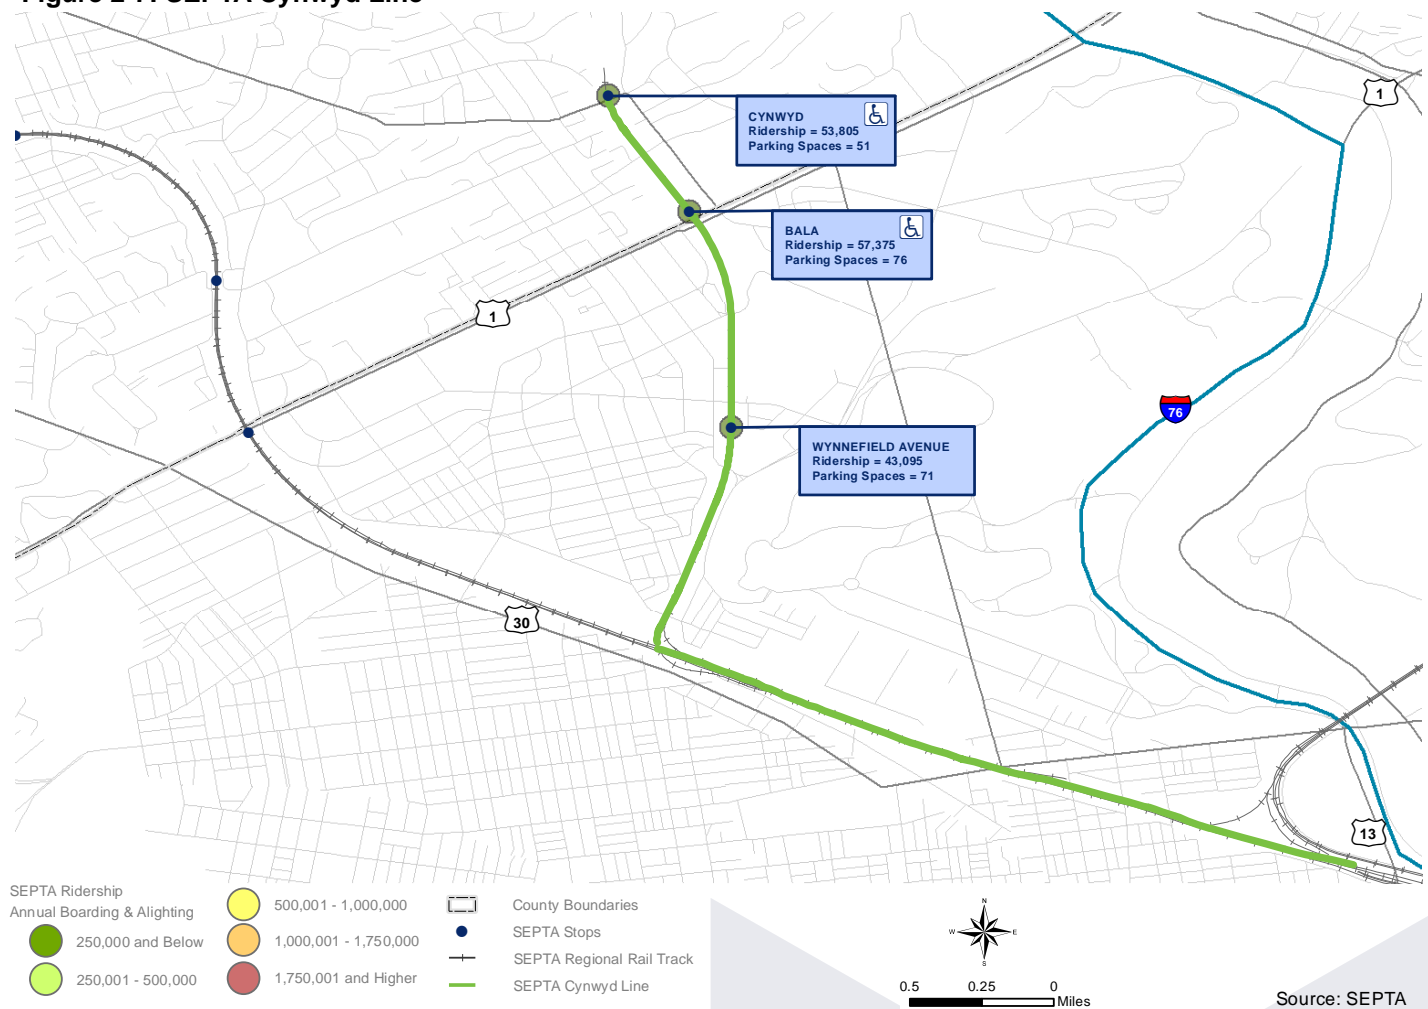 1
CYNWYD
Ridership = 53,805
Parking Spaces = 51
BALA
Ridership = 57,375
Parking Spaces = 76
1
76
WYNNEFIELD AVENUE
Ridership = 43,095
Parking Spaces = 71
30
13
SEPTA Ridership
Annual Boarding & Alighting
250,000 and Below
250,001 - 500,000
500,001 - 1,000,000
1,000,001 - 1,750,000
1,750,001 and Higher
County Boundaries
SEPTA Stops
SEPTA Regional Rail Track
SEPTA Cynwyd Line
N
W E
S
0.5 0.25 0
Miles
Source: SEPTA